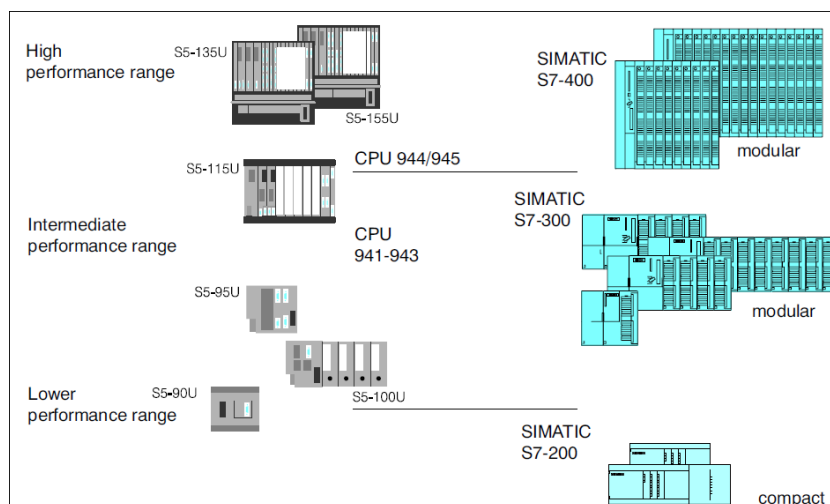 High
performance range
S5-135U
S5-155U
SIMATIC
S7-400
modular
S5-115U
CPU 944/945
Intermediate
performance range
CPU
941-943
SIMATIC
S7-300
modular
S5-95U
Lower
performance range
S5-90U
S5-100U
SIMATIC
S7-200
compact